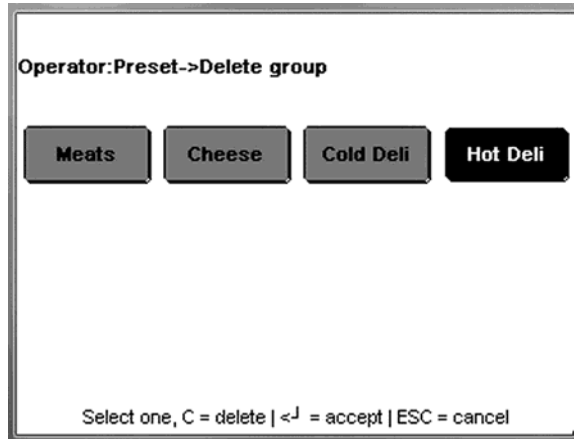 Operator:Preset->Delete group
Meats Cheese Cold Deli Hot Deli
Select one, C = delete | <┘ = accept | ESC = cancel